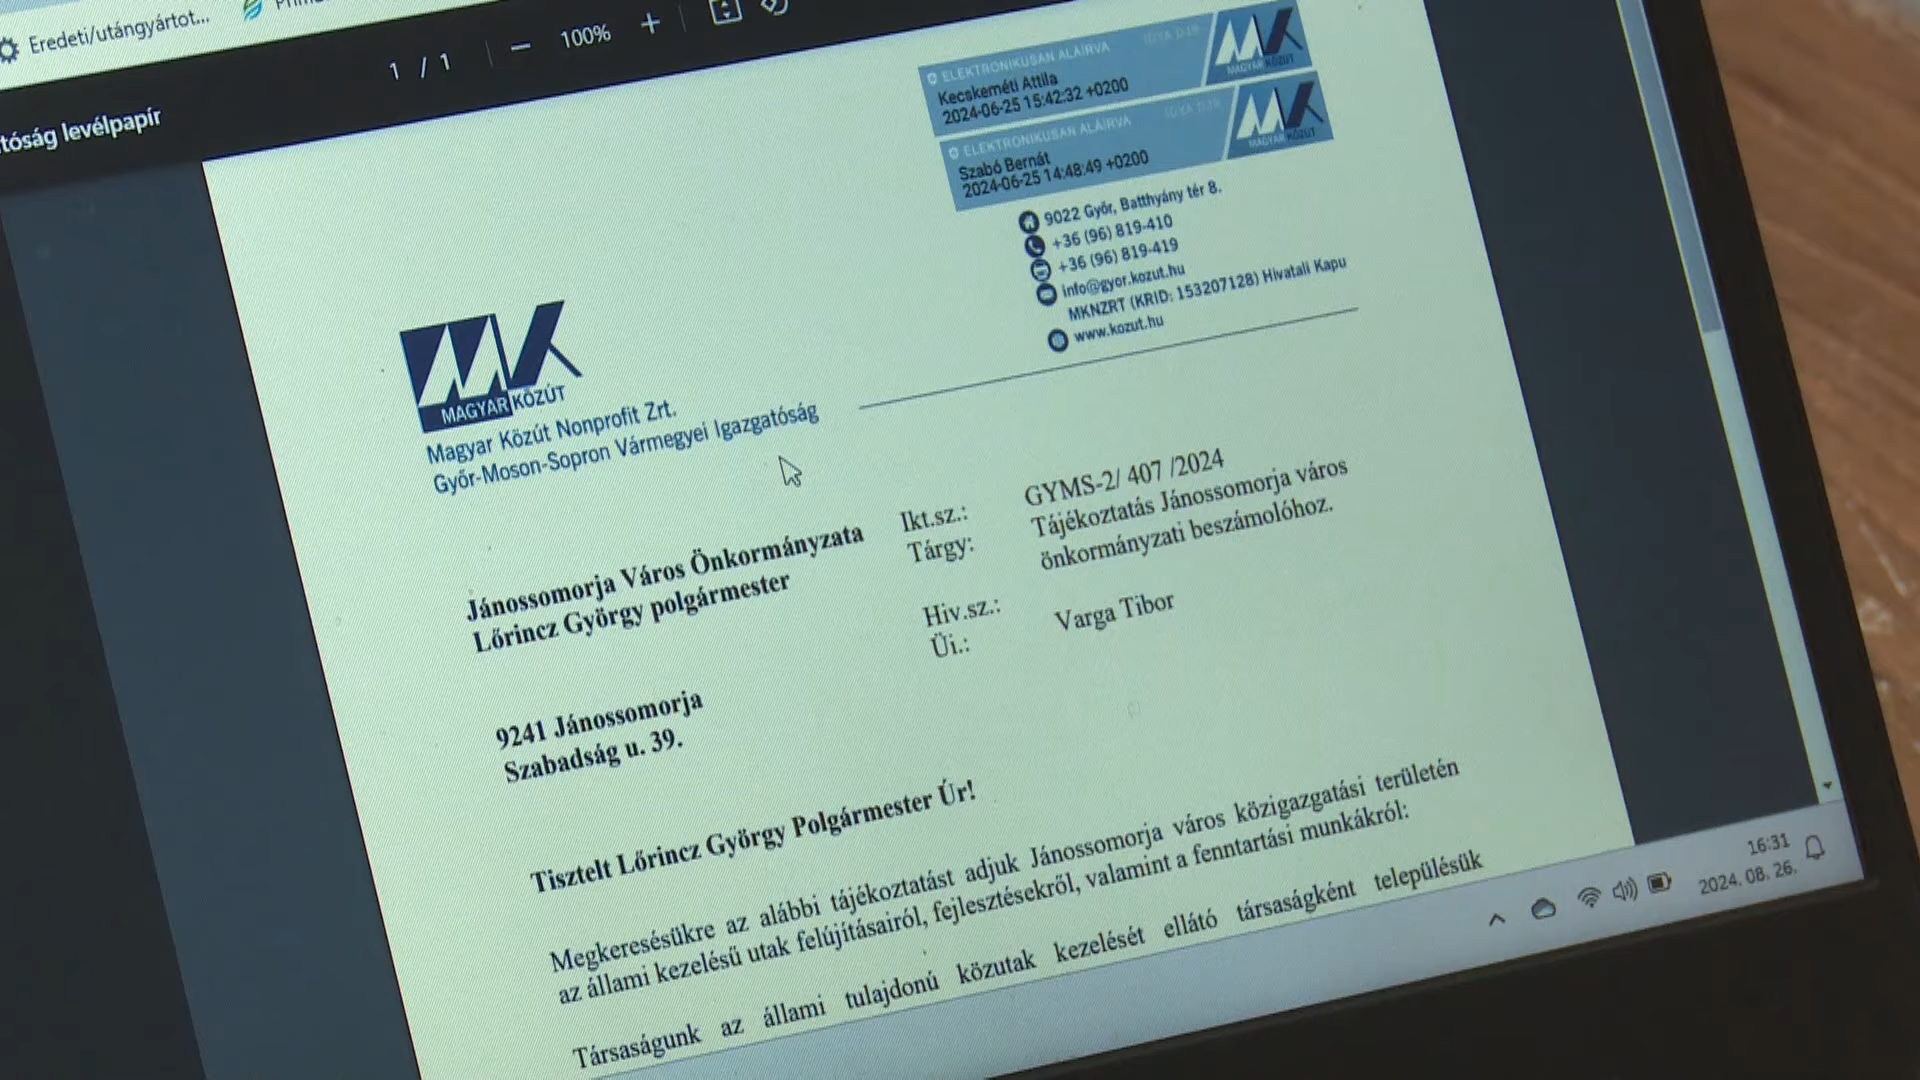 Eredeti/utángyártot...
1 / 1
100%
tóság levélpapír
ELEKTRONIKUSAN ALÁÍRVA
Kecskeméti Attila
2024-06-25 15:42:32 +0200
MAGYAR KÖZÚT
ELEKTRONIKUSAN ALÁÍRVA
Szabó Bernát
2024-06-25 14:48:49 +0200
MAGYAR KÖZÚT
9022 Győr, Batthyány tér 8.
+36 (96) 819-410
+36 (96) 819-419
info@gyor.kozut.hu
MKNZRT (KRID: 153207128) Hivatali Kapu
www.kozut.hu
MK
MAGYAR KÖZÚT
Magyar Közút Nonprofit Zrt.
Győr-Moson-Sopron Vármegyei Igazgatóság
Jánossomorja Város Önkormányzata
Lőrincz György polgármester
Ikt.sz.: GYMS-2/ 407 /2024
Tárgy: Tájékoztatás Jánossomorja város
önkormányzati beszámolóhoz.
Hiv.sz.:
Üi.: Varga Tibor
9241 Jánossomorja
Szabadság u. 39.
Tisztelt Lőrincz György Polgármester Úr!
Megkeresésükre az alábbi tájékoztatást adjuk Jánossomorja város közigazgatási területén
az állami kezelésű utak felújításairól, fejlesztésekről, valamint a fenntartási munkákról:
Társaságunk az állami tulajdonú közutak kezelését ellátó társaságként településük
16:31
2024. 08. 26.